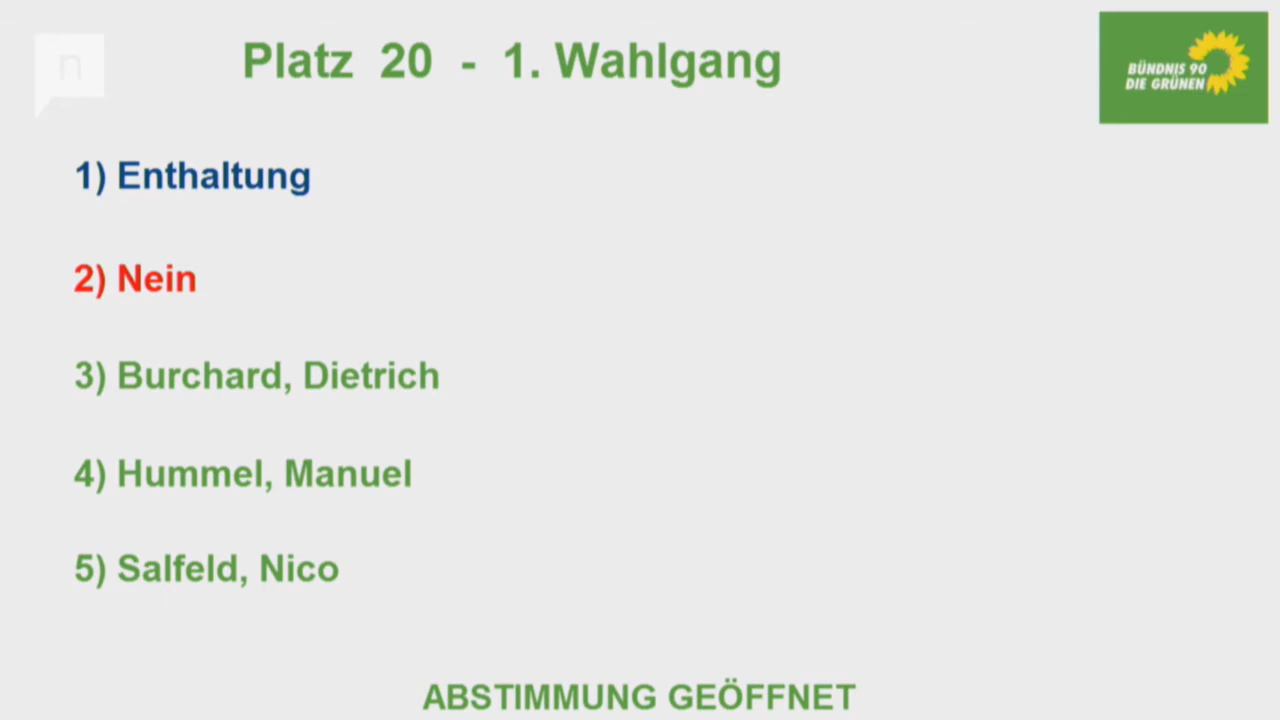 n
Platz 20 - 1. Wahlgang
BÜNDNIS 90
DIE GRÜNEN
1) Enthaltung
2) Nein
3) Burchard, Dietrich
4) Hummel, Manuel
5) Salfeld, Nico
ABSTIMMUNG GEÖFFNET